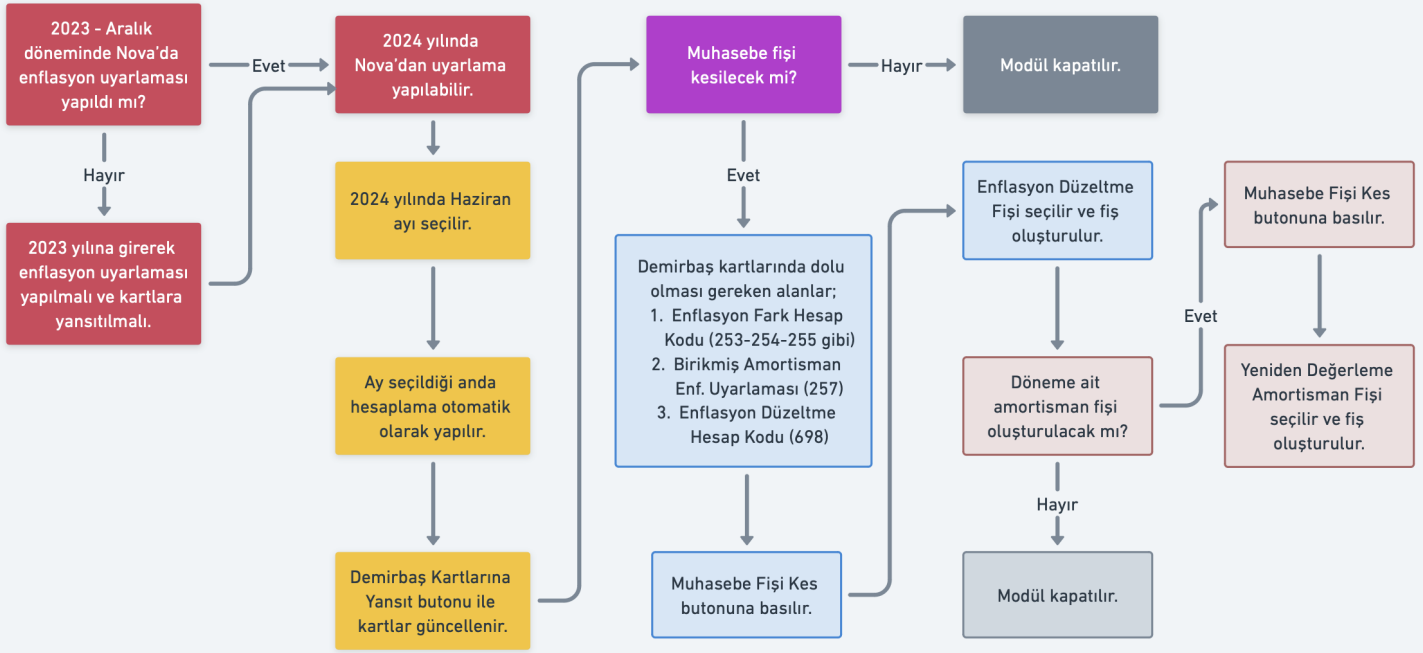 2023 - Aralık
döneminde Nova'da
enflasyon uyarlaması
yapıldı mı?
Evet
Hayır
2023 yılına girerek
enflasyon uyarlaması
yapılmalı ve kartlara
yansıtılmalı.
2024 yılında
Nova'dan uyarlama
yapılabilir.
2024 yılında Haziran
ayı seçilir.
Ay seçildiği anda
hesaplama otomatik
olarak yapılır.
Demirbaş Kartlarına
Yansıt butonu ile
kartlar güncellenir.
Muhasebe fişi
kesilecek mi?
Hayır
Modül kapatılır.
Evet
Demirbaş kartlarında dolu
olması gereken alanlar;
1. Enflasyon Fark Hesap
Kodu (253-254-255 gibi)
2. Birikmiş Amortisman
Enf. Uyarlaması (257)
3. Enflasyon Düzeltme
Hesap Kodu (698)
Muhasebe Fişi Kes
butonuna basılır.
Enflasyon Düzeltme
Fişi seçilir ve fiş
oluşturulur.
Döneme ait
amortisman fişi
oluşturulacak mı?
Hayır
Modül kapatılır.
Evet
Muhasebe Fişi Kes
butonuna basılır.
Yeniden Değerleme
Amortisman Fişi
seçilir ve fiş
oluşturulur.